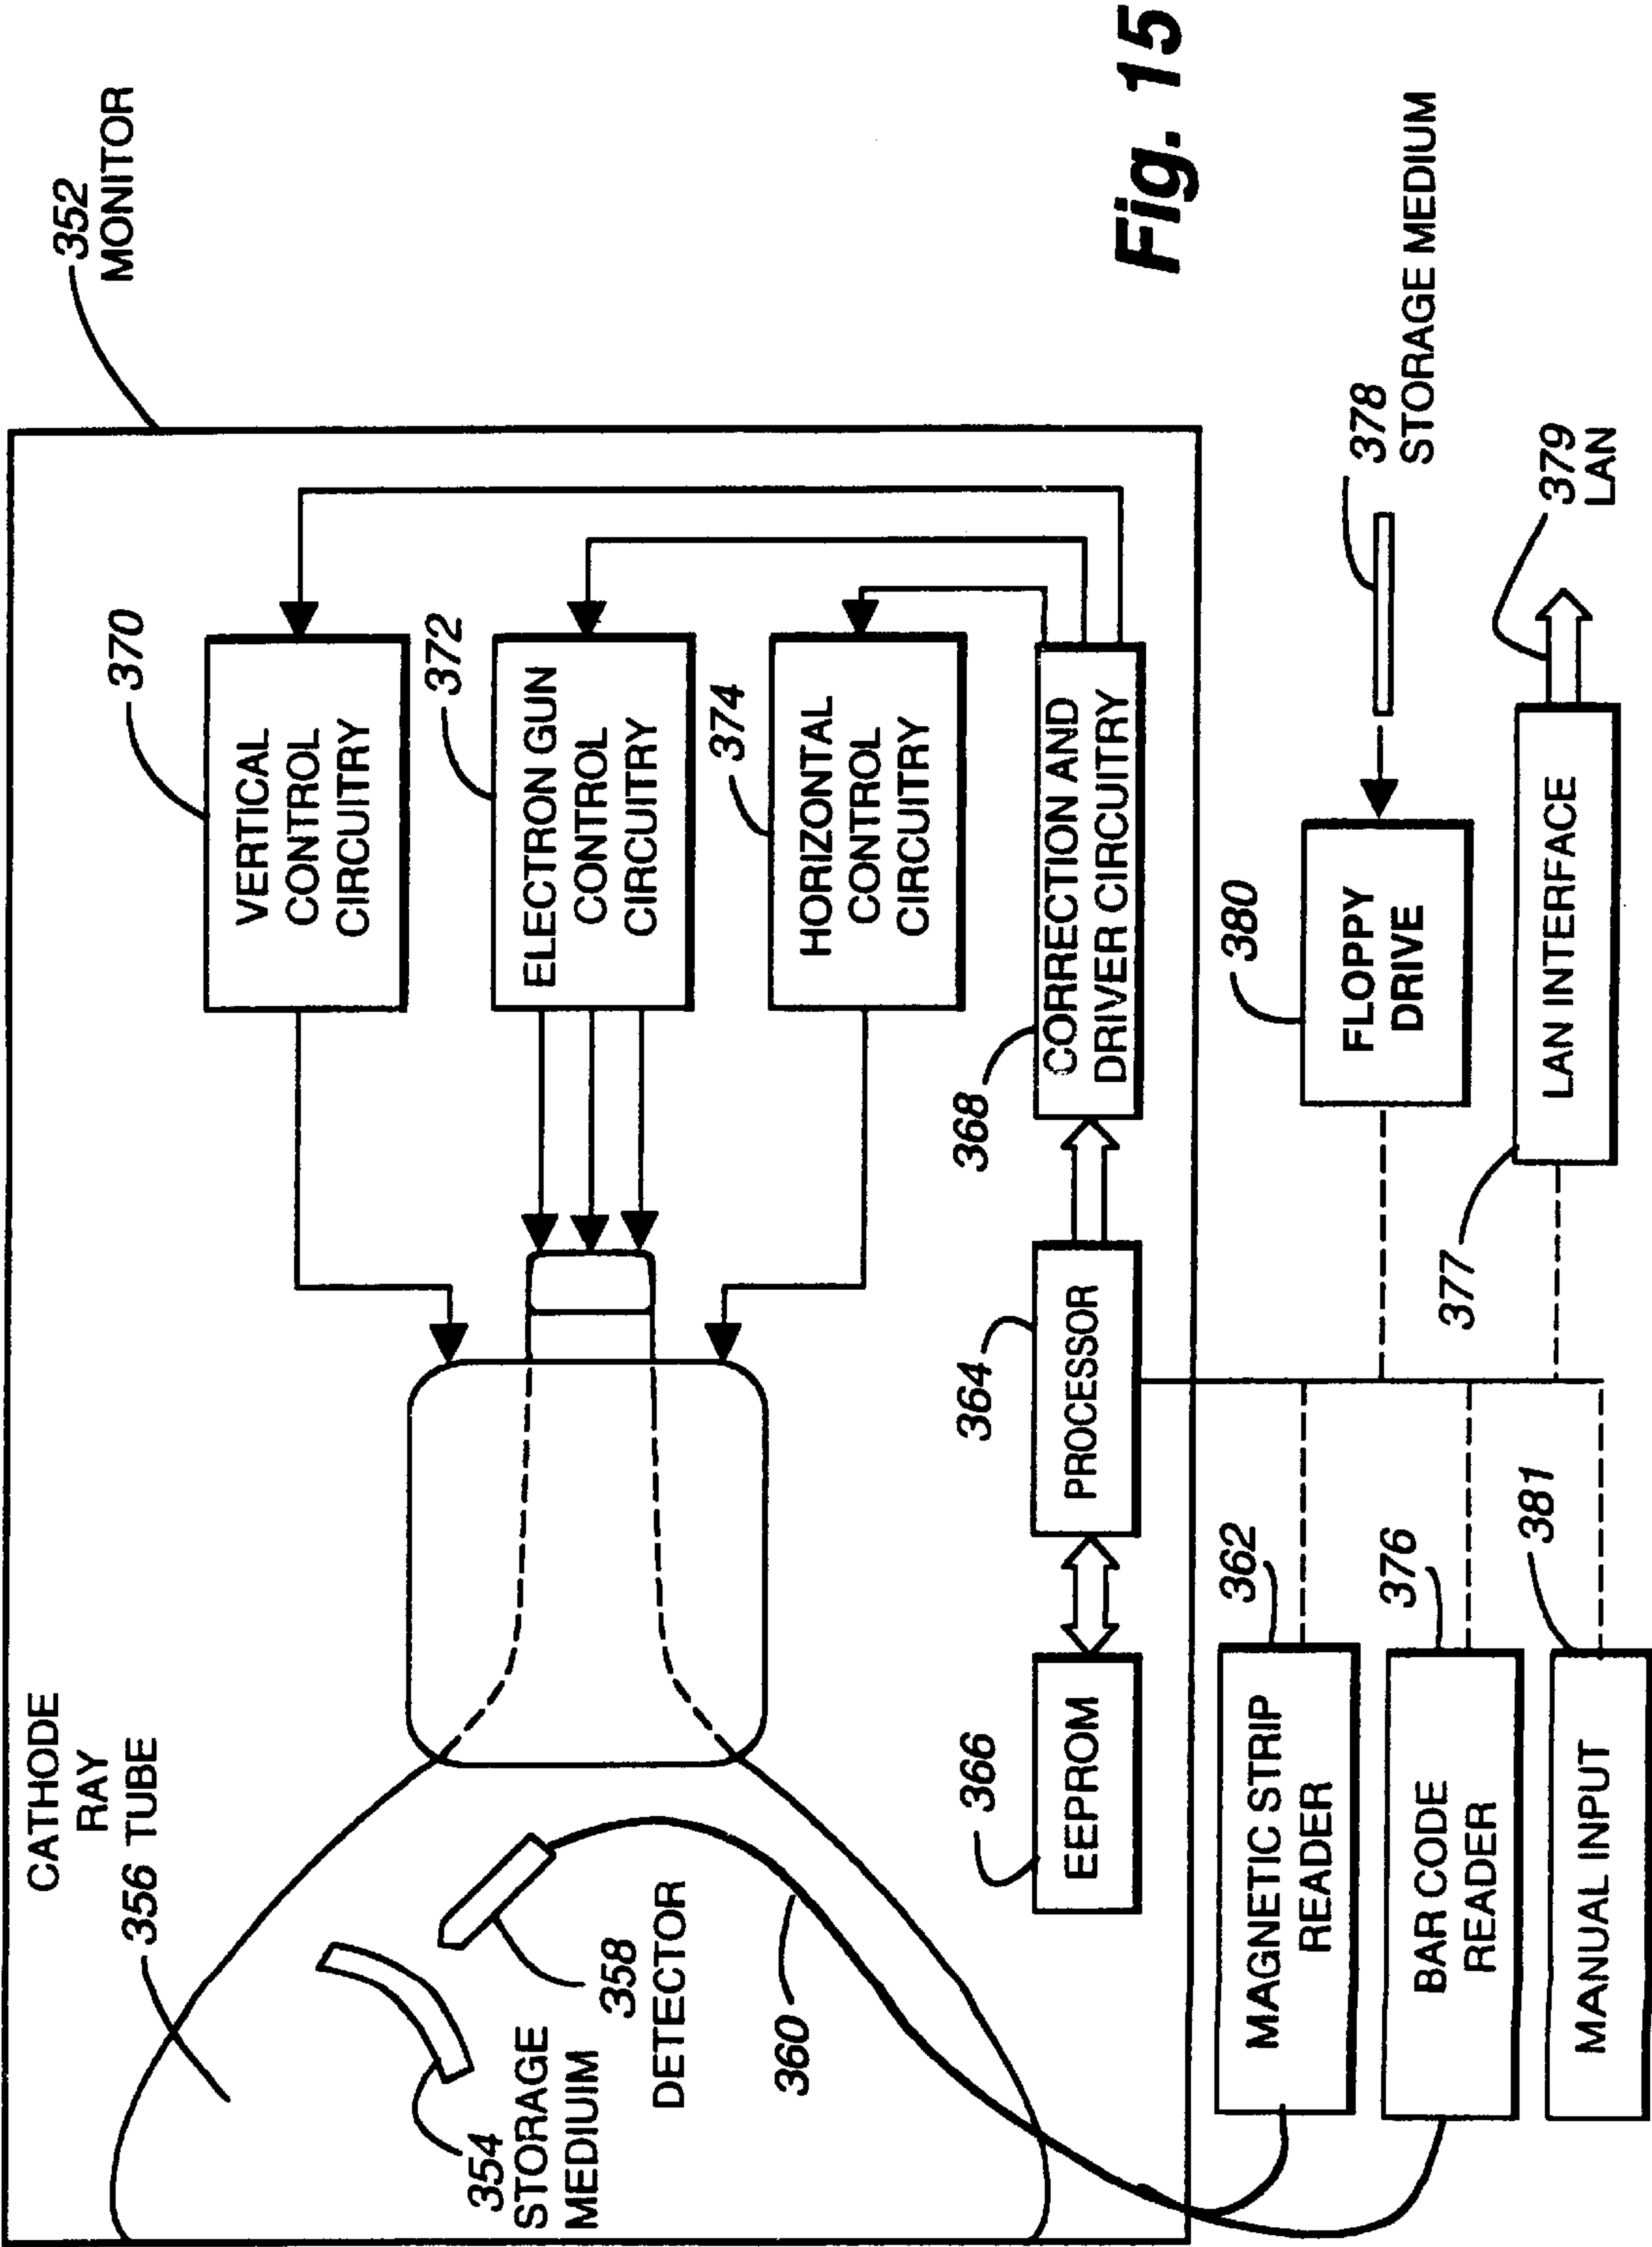 352
MONITOR
CATHODE
RAY
356 TUBE
370
VERTICAL
CONTROL
CIRCUITRY
372
ELECTRON GUN
CONTROL
CIRCUITRY
374
HORIZONTAL
CONTROL
CIRCUITRY
354
STORAGE
MEDIUIM
358
DETECTOR
360
366
EEPROM
364
PROCESSOR
368
CORRECTION AND
DRIVER CIRCUITRY
Fig. 15
362
MAGNETIC STRIP
READER
376
BAR CODE
READER
381
MANUAL INPUT
380
FLOPPY
DRIVE
378
STORAGE MEDIUM
377
LAN INTERFACE
379
LAN